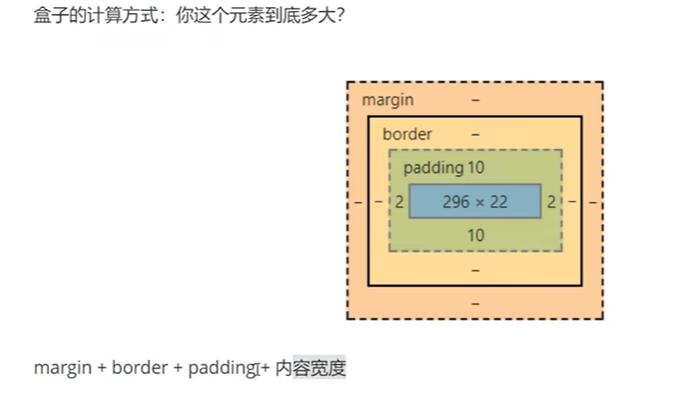 盒子的计算方式：你这个元素到底多大？
margin －
border －
padding 10
－ － 2 296 × 22 2 － －
10
－
－
margin + border + padding + 内容宽度